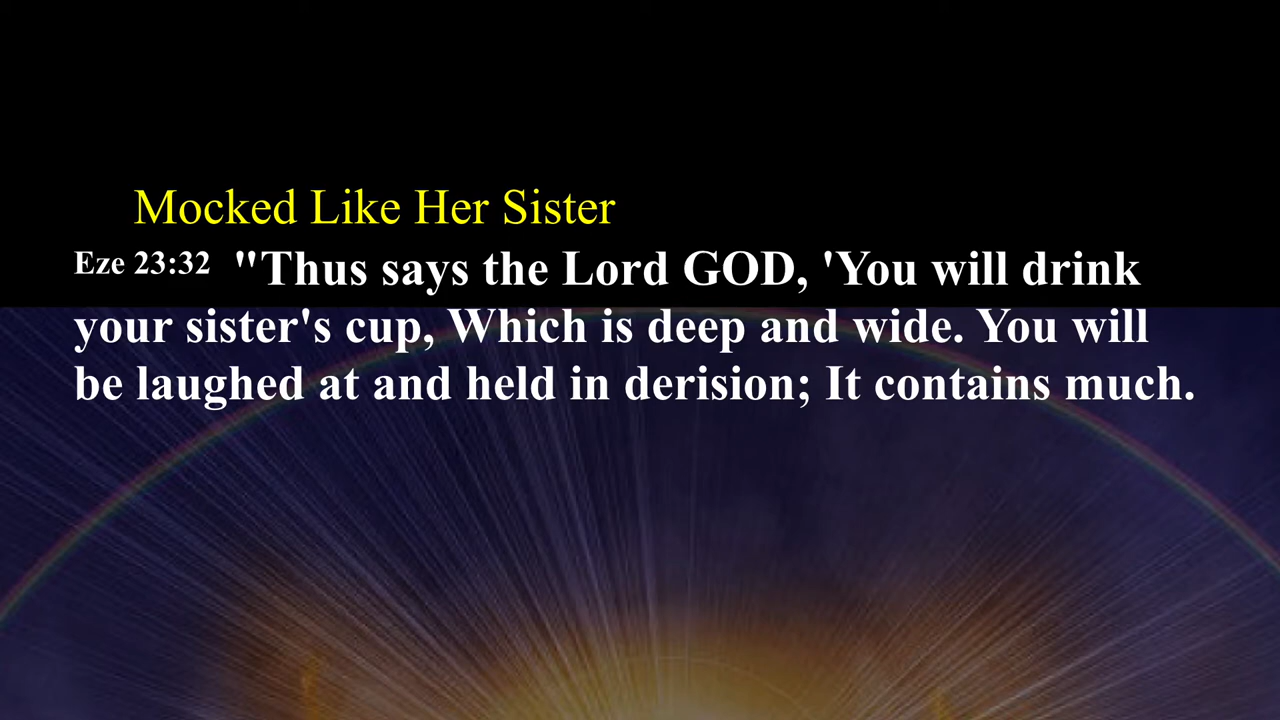 Mocked Like Her Sister
Eze 23:32 "Thus says the Lord GOD, 'You will drink
your sister's cup, Which is deep and wide. You will
be laughed at and held in derision; It contains much.